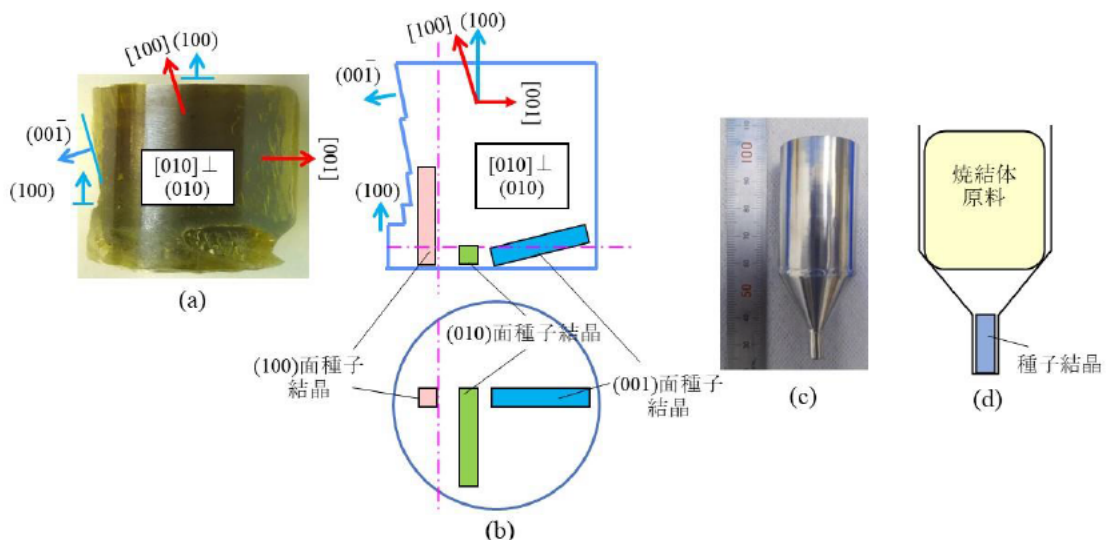 [100]
(100)
(001̄)
(100)
[010]⊥
(010)
[001]
(a)
[100]
(100)
(001̄)
[001]
[010]⊥
(010)
(100)
(100)面種子
結晶
(010)面種子結晶
(001)面種子
結晶
(b)
100
50
(c)
焼結体
原料
種子結晶
(d)